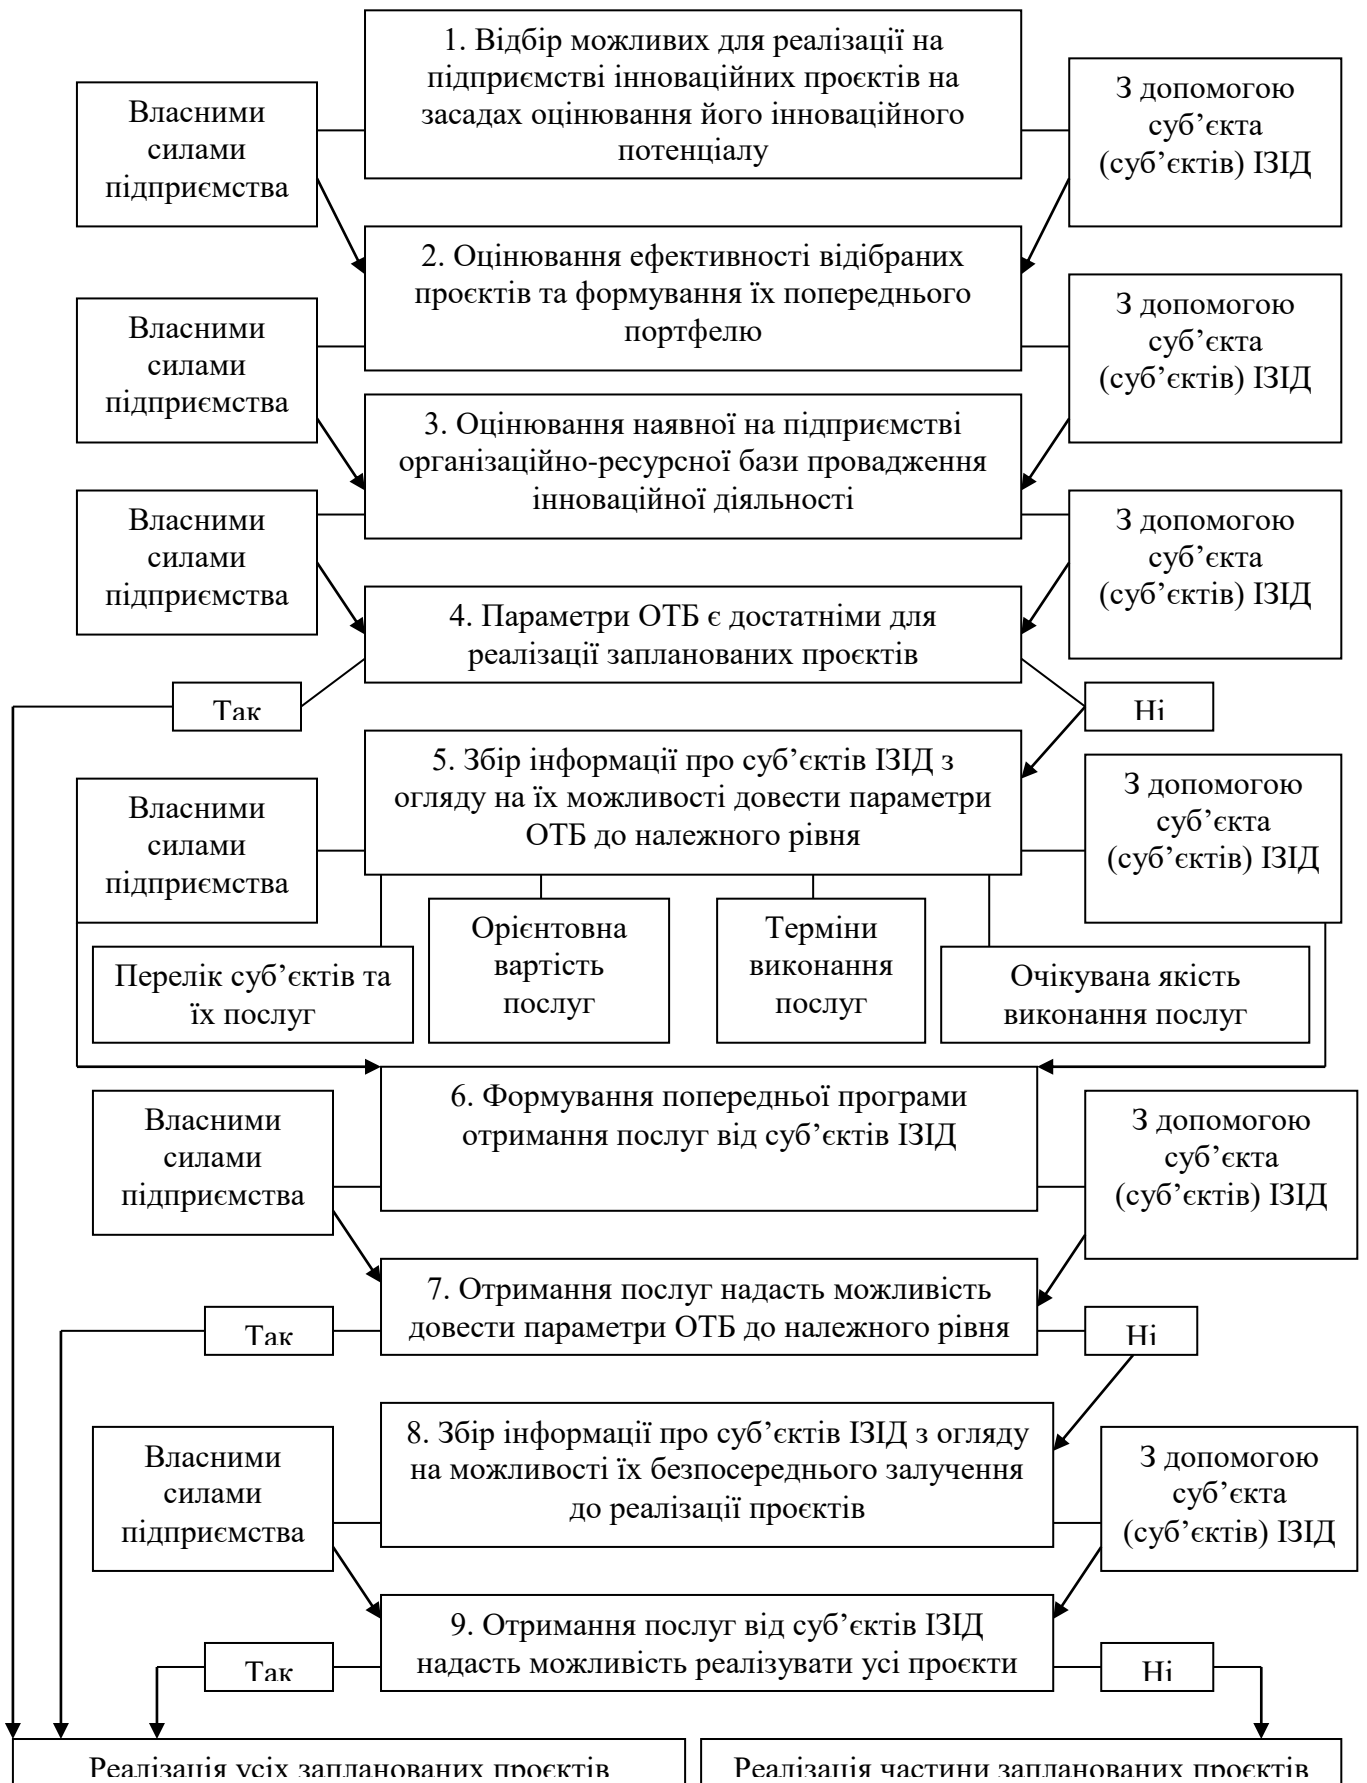 1. Відбір можливих для реалізації на
підприємстві інноваційних проєктів на
засадах оцінювання його інноваційного
потенціалу
Власними
силами
підприємства
З допомогою
суб’єкта
(суб’єктів) ІЗІД
2. Оцінювання ефективності відібраних
проєктів та формування їх попереднього
портфелю
Власними
силами
підприємства
З допомогою
суб’єкта
(суб’єктів) ІЗІД
3. Оцінювання наявної на підприємстві
організаційно-ресурсної бази провадження
інноваційної діяльності
Власними
силами
підприємства
З допомогою
суб’єкта
(суб’єктів) ІЗІД
4. Параметри ОТБ є достатніми для
реалізації запланованих проєктів
Так
Ні
5. Збір інформації про суб’єктів ІЗІД з
огляду на їх можливості довести параметри
ОТБ до належного рівня
Власними
силами
підприємства
З допомогою
суб’єкта
(суб’єктів) ІЗІД
Перелік суб’єктів та
їх послуг
Орієнтовна
вартість
послуг
Терміни
виконання
послуг
Очікувана якість
виконання послуг
6. Формування попередньої програми
отримання послуг від суб’єктів ІЗІД
Власними
силами
підприємства
З допомогою
суб’єкта
(суб’єктів) ІЗІД
7. Отримання послуг надасть можливість
довести параметри ОТБ до належного рівня
Так
Ні
8. Збір інформації про суб’єктів ІЗІД з огляду
на можливості їх безпосереднього залучення
до реалізації проєктів
Власними
силами
підприємства
З допомогою
суб’єкта
(суб’єктів) ІЗІД
9. Отримання послуг від суб’єктів ІЗІД
надасть можливість реалізувати усі проєкти
Так
Ні
Реалізація усіх запланованих проєктів
Реалізація частини запланованих проєктів